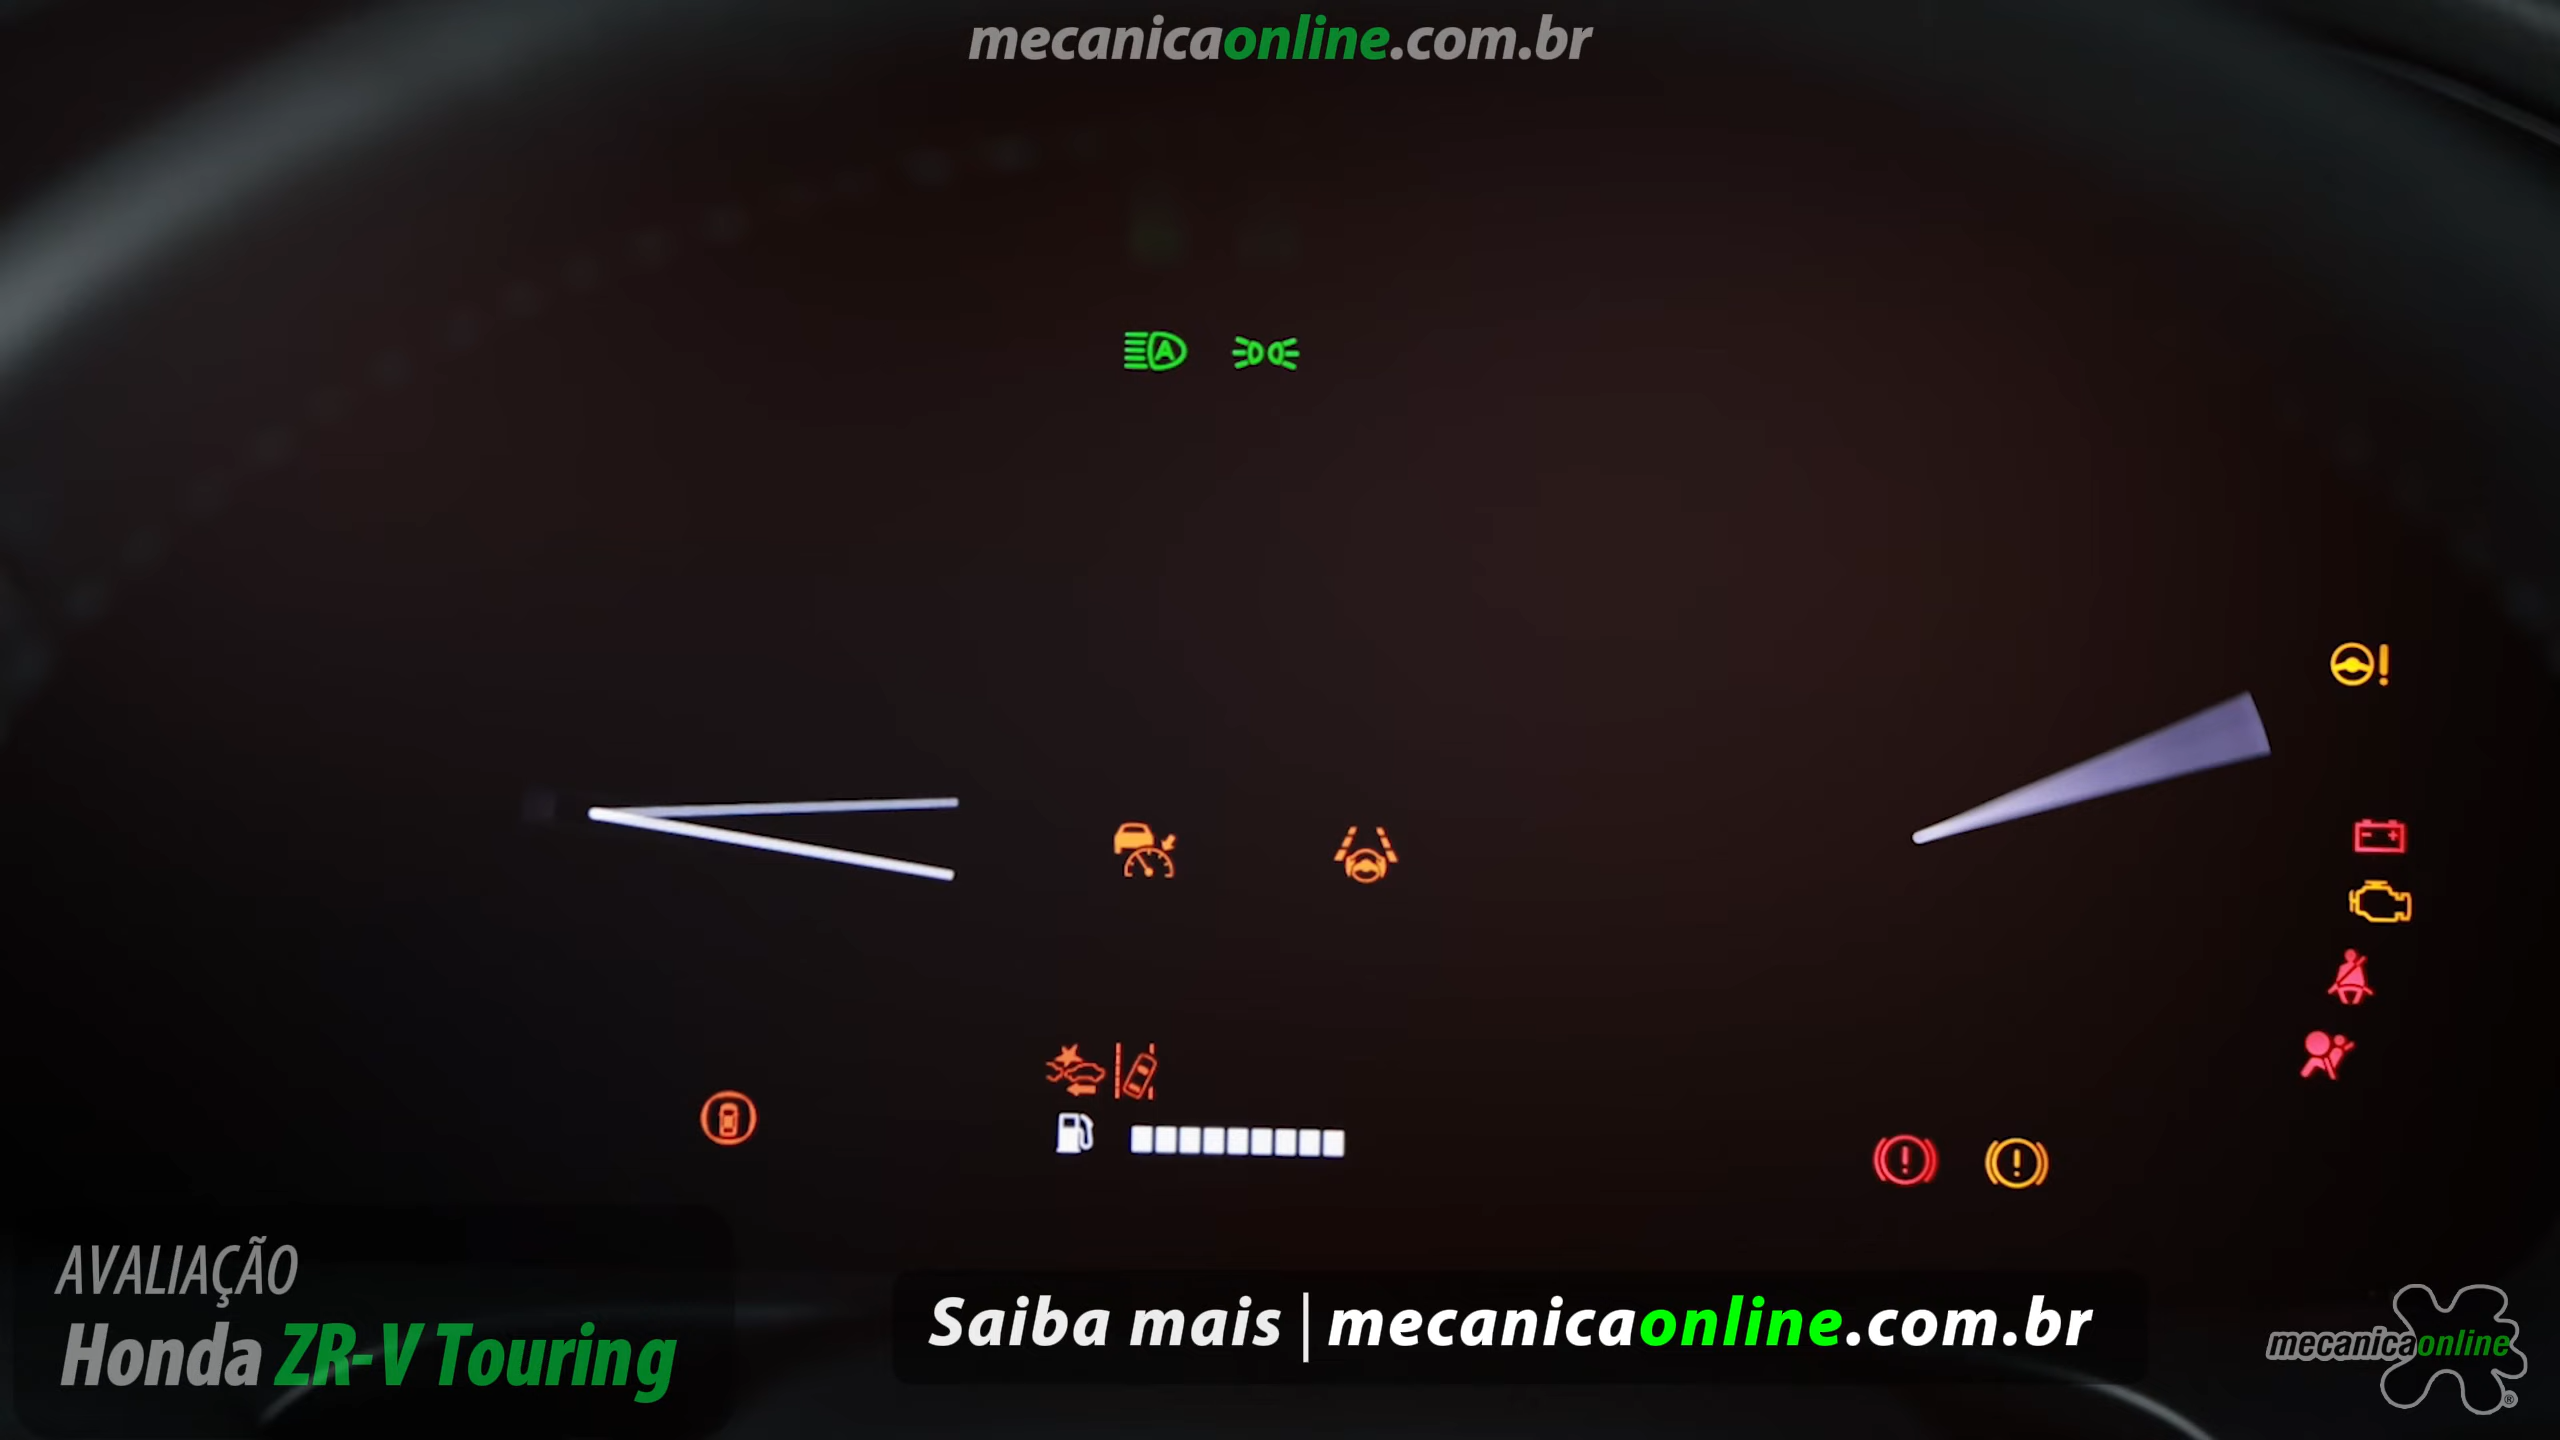 mecanicaonline.com.br
AVALIAÇÃO
Honda ZR-V Touring
Saiba mais | mecanicaonline.com.br
mecanicaonline
®